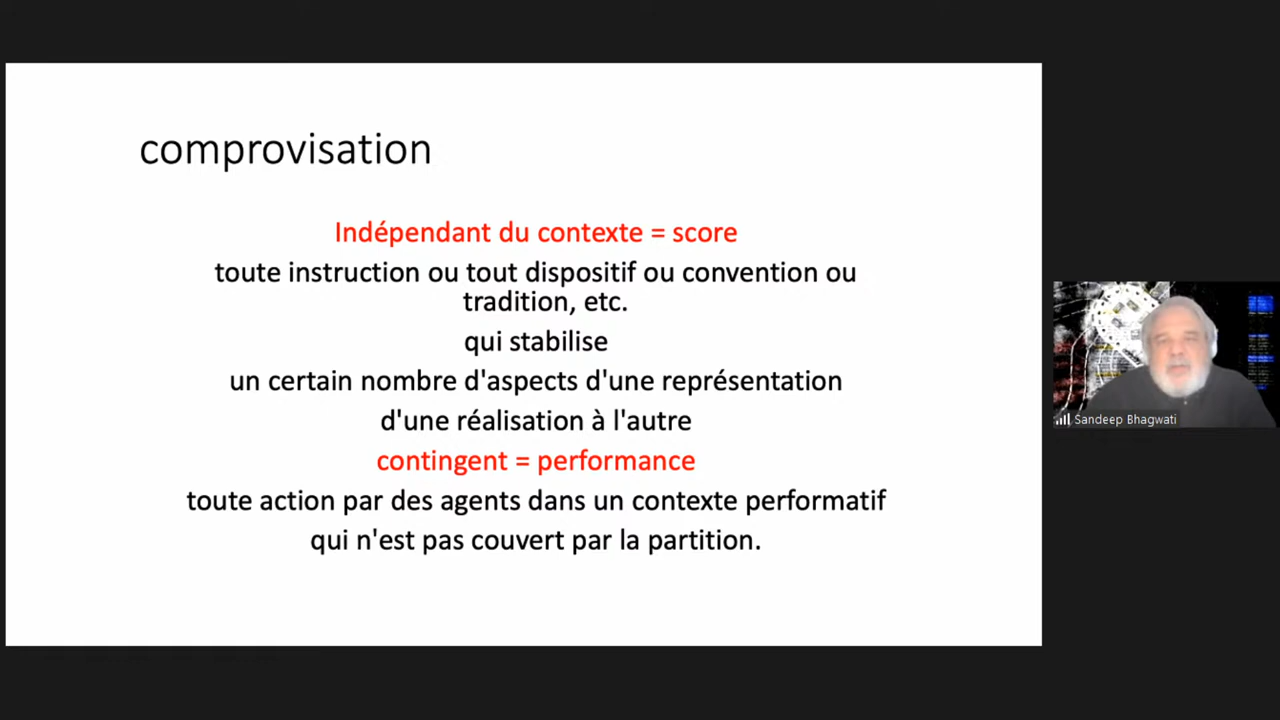 comprovisation
Indépendant du contexte = score
toute instruction ou tout dispositif ou convention ou
tradition, etc.
qui stabilise
un certain nombre d'aspects d'une représentation
d'une réalisation à l'autre
contingent = performance
toute action par des agents dans un contexte performatif
qui n'est pas couvert par la partition.
Sandeep Bhagwati